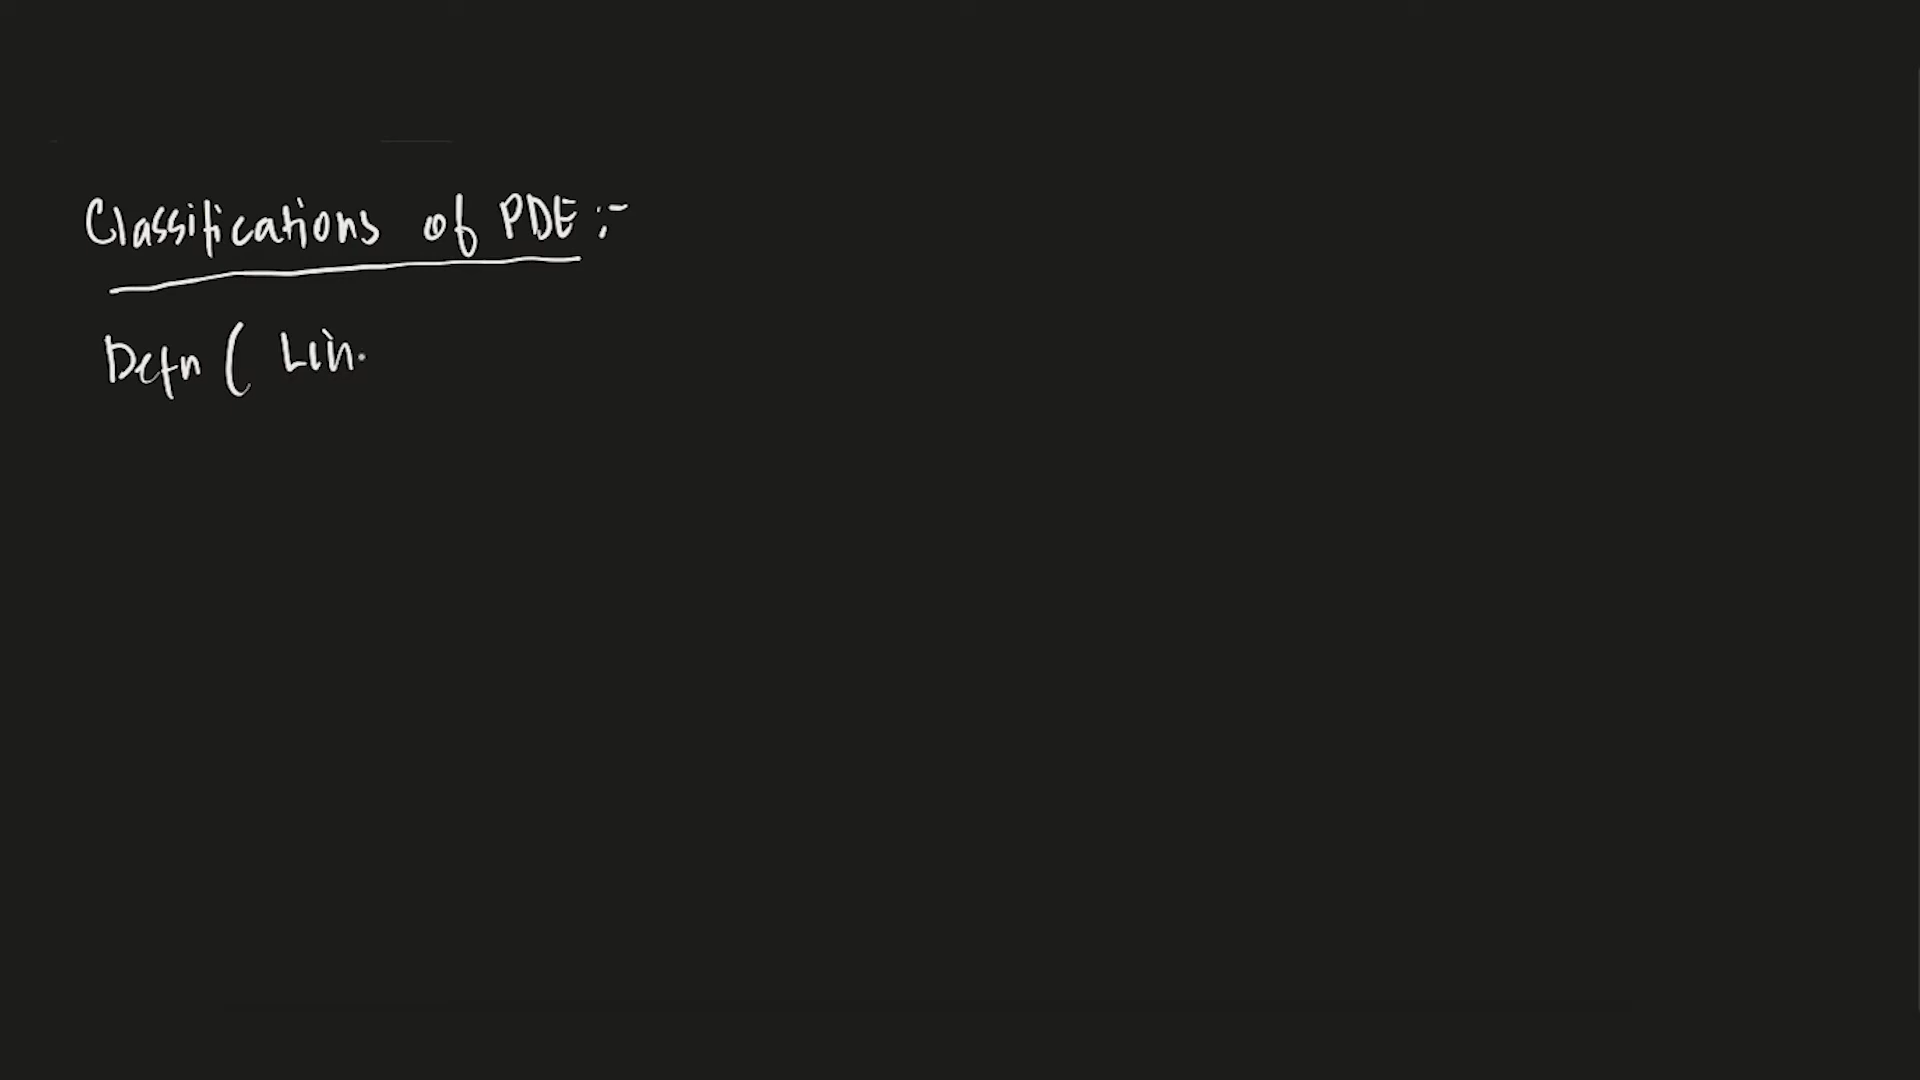 Classifications of PDE :-
Defn ( Lin